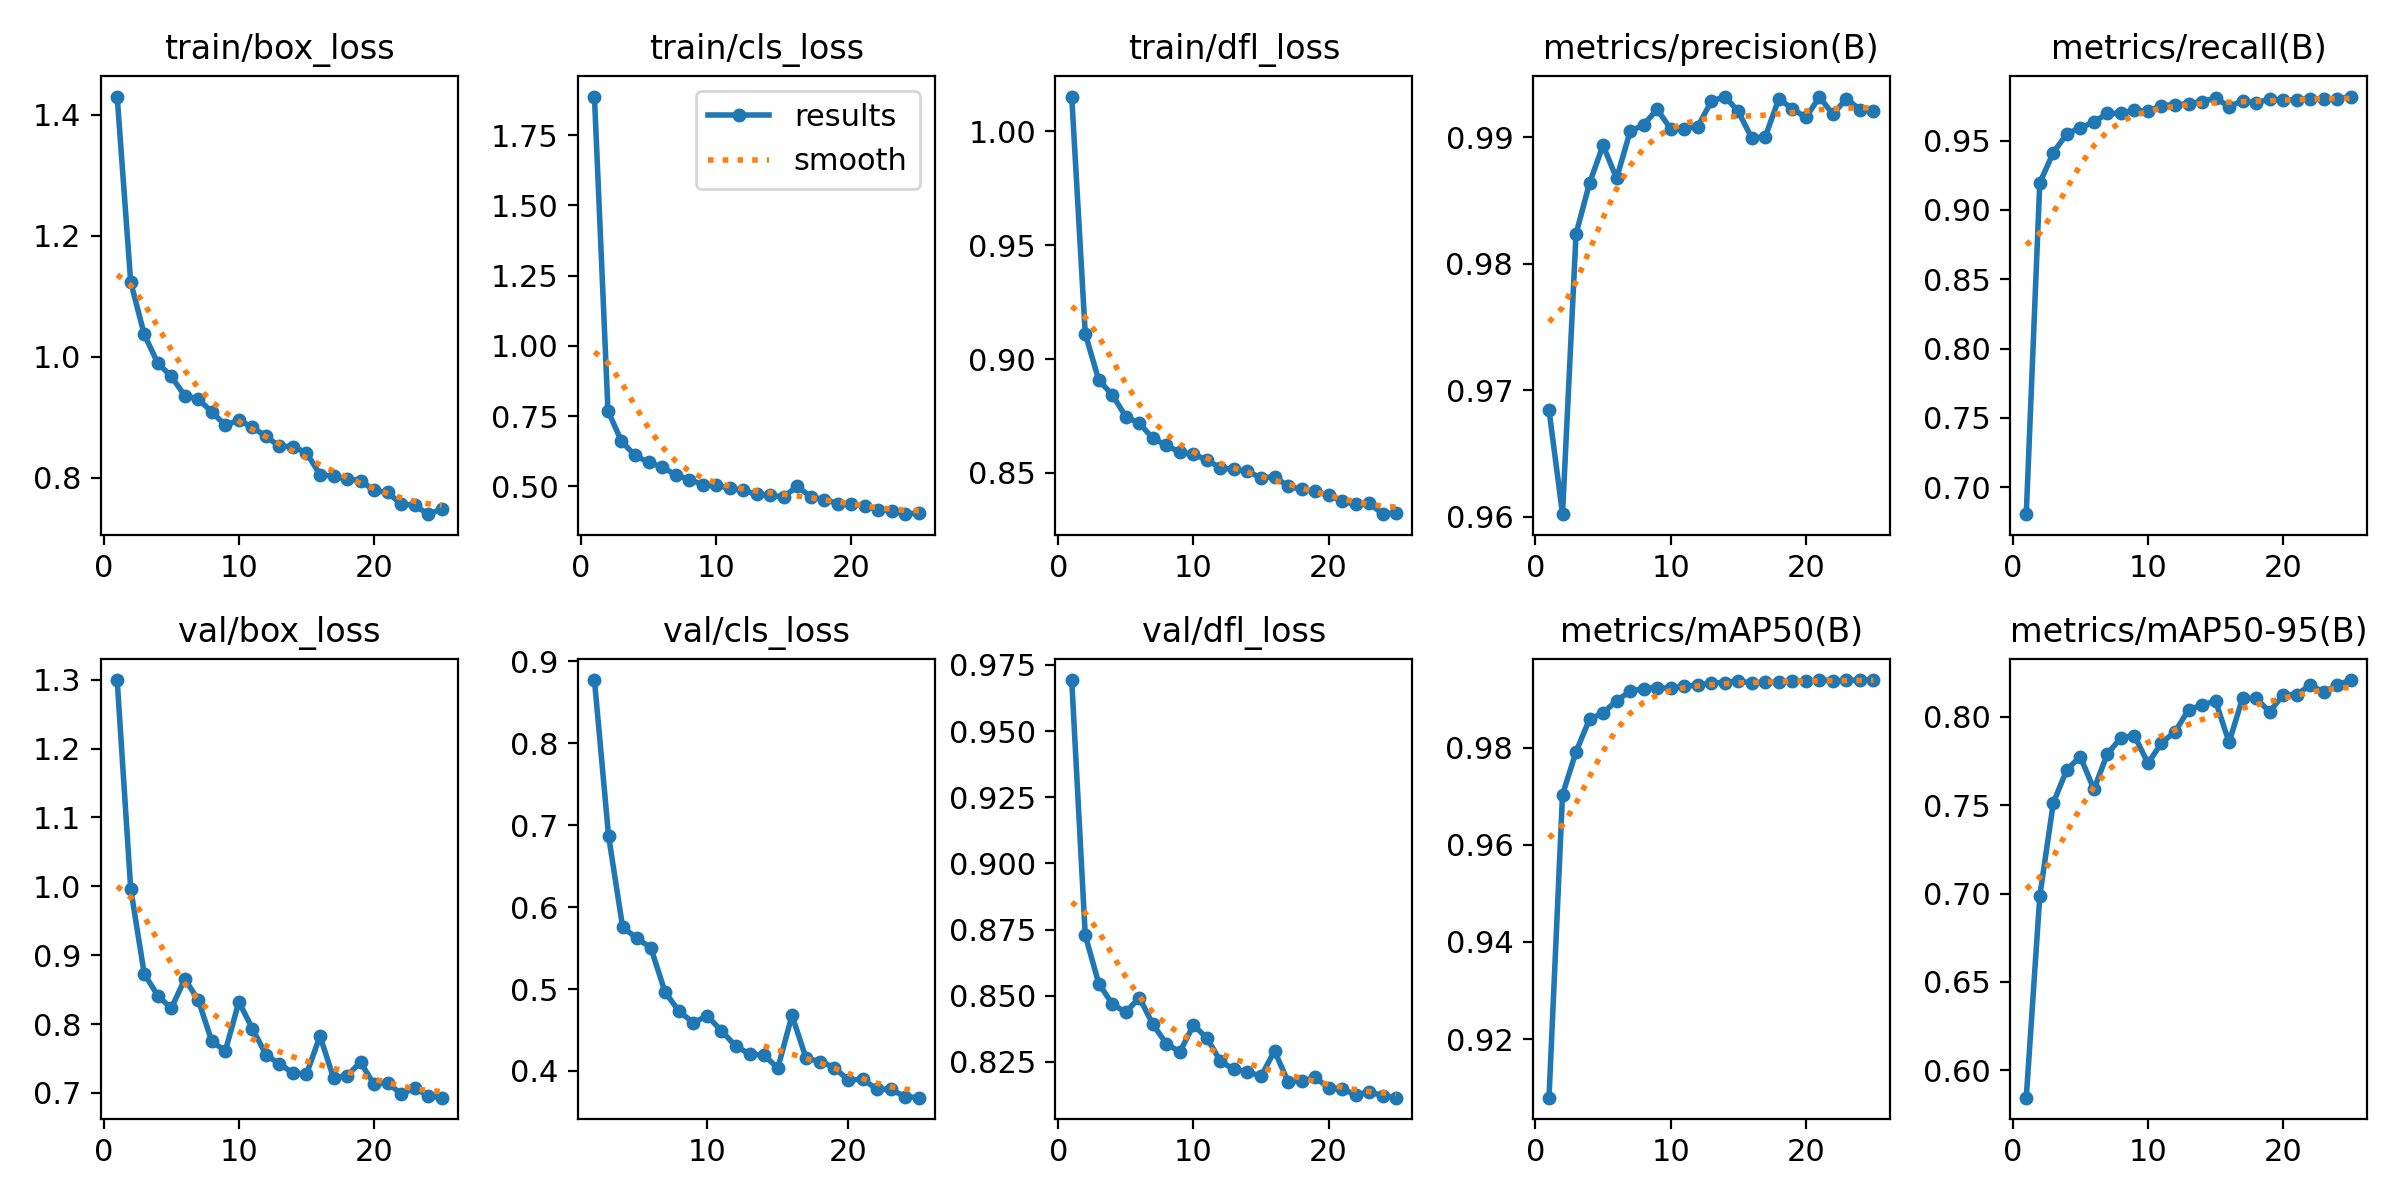 train/box_loss
1.4
1.2
1.0
0.8
0 10 20
train/cls_loss
results
smooth
1.75
1.50
1.25
1.00
0.75
0.50
0 10 20
train/dfl_loss
1.00
0.95
0.90
0.85
0 10 20
metrics/precision(B)
0.99
0.98
0.97
0.96
0 10 20
metrics/recall(B)
0.95
0.90
0.85
0.80
0.75
0.70
0 10 20
val/box_loss
1.3
1.2
1.1
1.0
0.9
0.8
0.7
0 10 20
val/cls_loss
0.9
0.8
0.7
0.6
0.5
0.4
10 20
val/dfl_loss
0.975
0.950
0.925
0.900
0.875
0.850
0.825
0 10 20
metrics/mAP50(B)
0.98
0.96
0.94
0.92
0 10 20
metrics/mAP50-95(B)
0.80
0.75
0.70
0.65
0.60
0 10 20